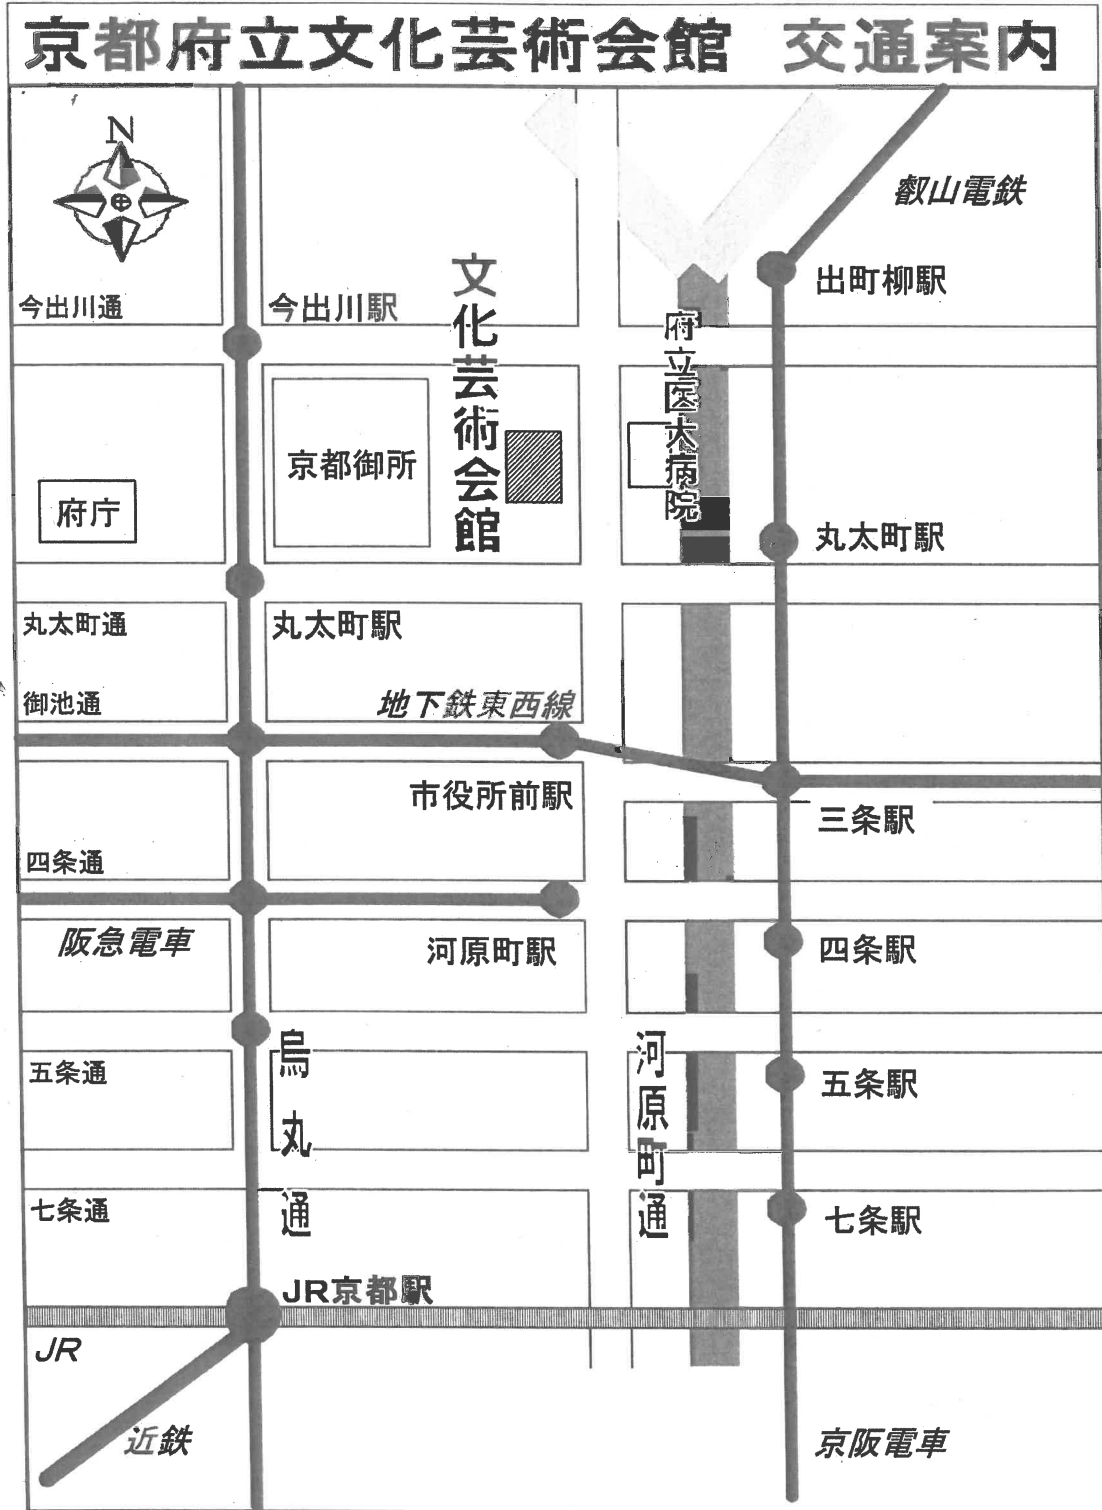 京都府立文化芸術会館 交通案内
N
叡山電鉄
出町柳駅
今出川通
今出川駅
文化芸術会館
府立医大病院
京都御所
府庁
丸太町駅
丸太町通
丸太町駅
御池通
地下鉄東西線
市役所前駅
三条駅
四条通
阪急電車
河原町駅
四条駅
烏丸通
河原町通
五条通
五条駅
七条通
七条駅
JR京都駅
JR
近鉄
京阪電車